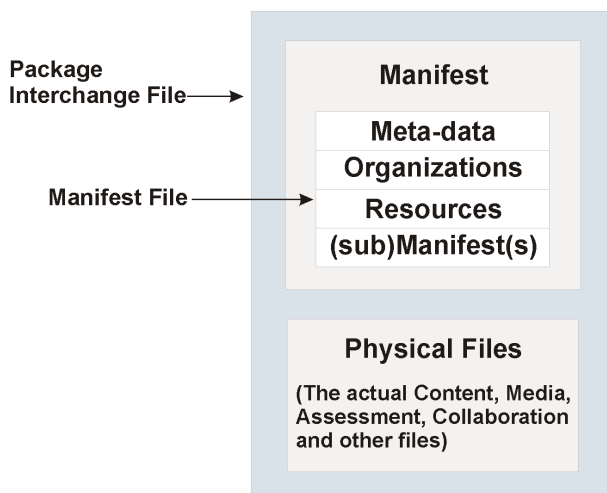 Package
Interchange File
Manifest
Meta-data
Organizations
Manifest File
Resources
(sub)Manifest(s)
Physical Files
(The actual Content, Media,
Assessment, Collaboration
and other files)